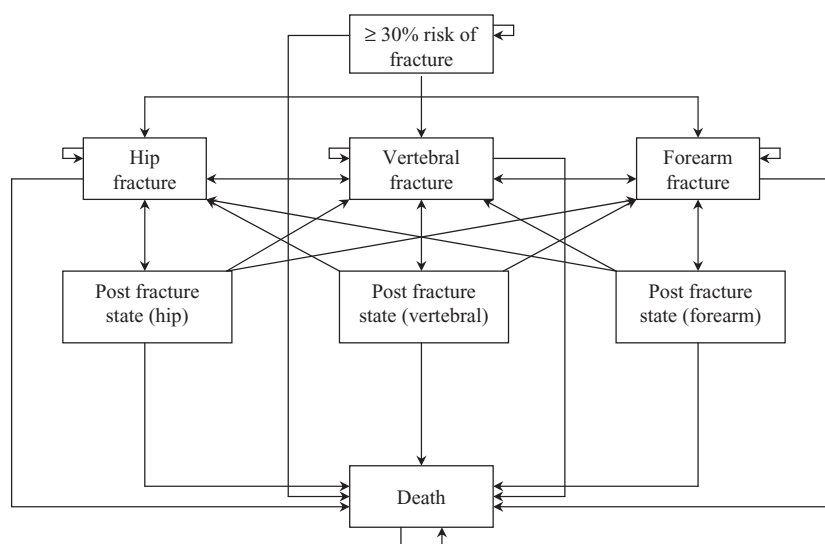 ≥ 30% risk of
fracture
Hip
fracture
Vertebral
fracture
Forearm
fracture
Post fracture
state (hip)
Post fracture
state (vertebral)
Post fracture
state (forearm)
Death